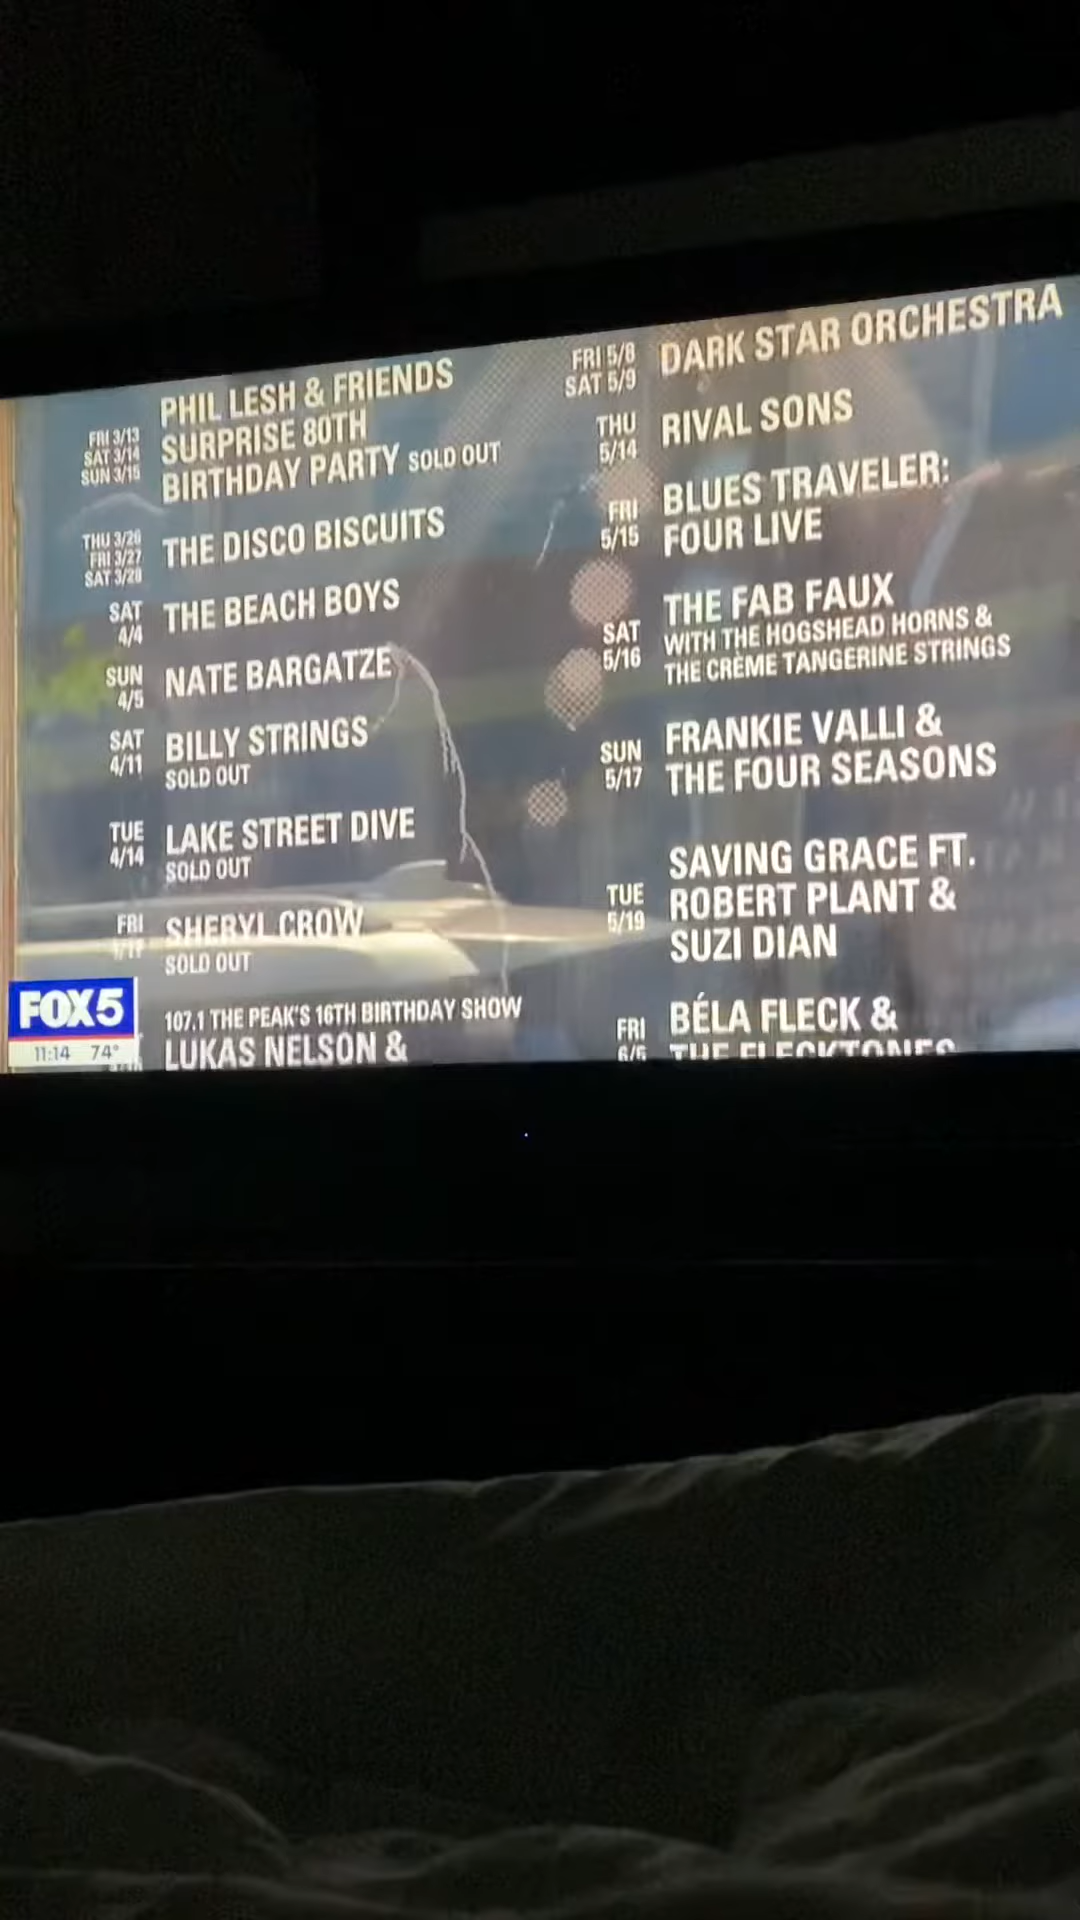 FRI 3/13
SAT 3/14
SUN 3/15
PHIL LESH & FRIENDS
SURPRISE 80TH
BIRTHDAY PARTY SOLD OUT
THU 3/26
FRI 3/27
SAT 3/28
THE DISCO BISCUITS
SAT
4/4
THE BEACH BOYS
SUN
4/5
NATE BARGATZE
SAT
4/11
BILLY STRINGS
SOLD OUT
TUE
4/14
LAKE STREET DIVE
SOLD OUT
FRI
SHERYL CROW
SOLD OUT
107.1 THE PEAK'S 16TH BIRTHDAY SHOW
LUKAS NELSON &
FRI 5/8
SAT 5/9
DARK STAR ORCHESTRA
THU
5/14
RIVAL SONS
FRI
5/15
BLUES TRAVELER:
FOUR LIVE
SAT
5/16
THE FAB FAUX
WITH THE HOGSHEAD HORNS &
THE CRÈME TANGERINE STRINGS
SUN
5/17
FRANKIE VALLI &
THE FOUR SEASONS
TUE
5/19
SAVING GRACE FT.
ROBERT PLANT &
SUZI DIAN
FRI
BÉLA FLECK &
THE FLECKTONES
FOX5
11:14 74°